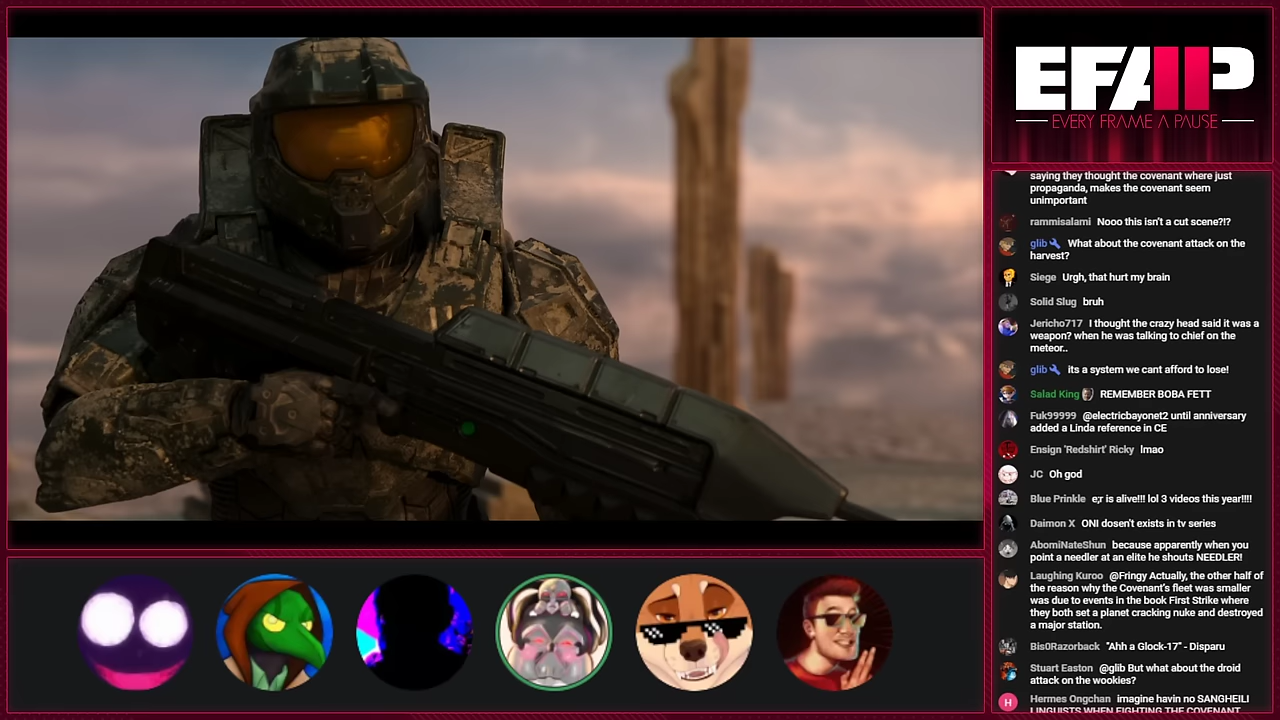 EFAP
EVERY FRAME A PAUSE
saying they thought the covenant where just
propaganda, makes the covenant seem
unimportant
rammisalami Nooo this isn't a cut scene?!?
glib What about the covenant attack on the
harvest?
Siege Urgh, that hurt my brain
Solid Slug bruh
Jericho717 I thought the crazy head said it was a
weapon? when he was talking to chief on the
meteor..
glib its a system we cant afford to lose!
Salad King REMEMBER BOBA FETT
Fuk99999 @electricbayonet2 until anniversary
added a Linda reference in CE
Ensign 'Redshirt' Ricky lmao
JC Oh god
Blue Prinkle e;r is alive!!! lol 3 videos this year!!!!
Daimon X ONI dosen't exists in tv series
AbomiNateShun because apparently when you
point a needler at an elite he shouts NEEDLER!
Laughing Kuroo @Fringy Actually, the other half of
the reason why the Covenant's fleet was smaller
was due to events in the book First Strike where
they both set a planet cracking nuke and destroyed
a major station.
Bis0Razorback "Ahh a Glock-17" - Disparu
Stuart Easton @glib But what about the droid
attack on the wookies?
H
Hermes Ongchan imagine havin no SANGHEILI
LINGUISTS WHEN FIGHTING THE COVENANT